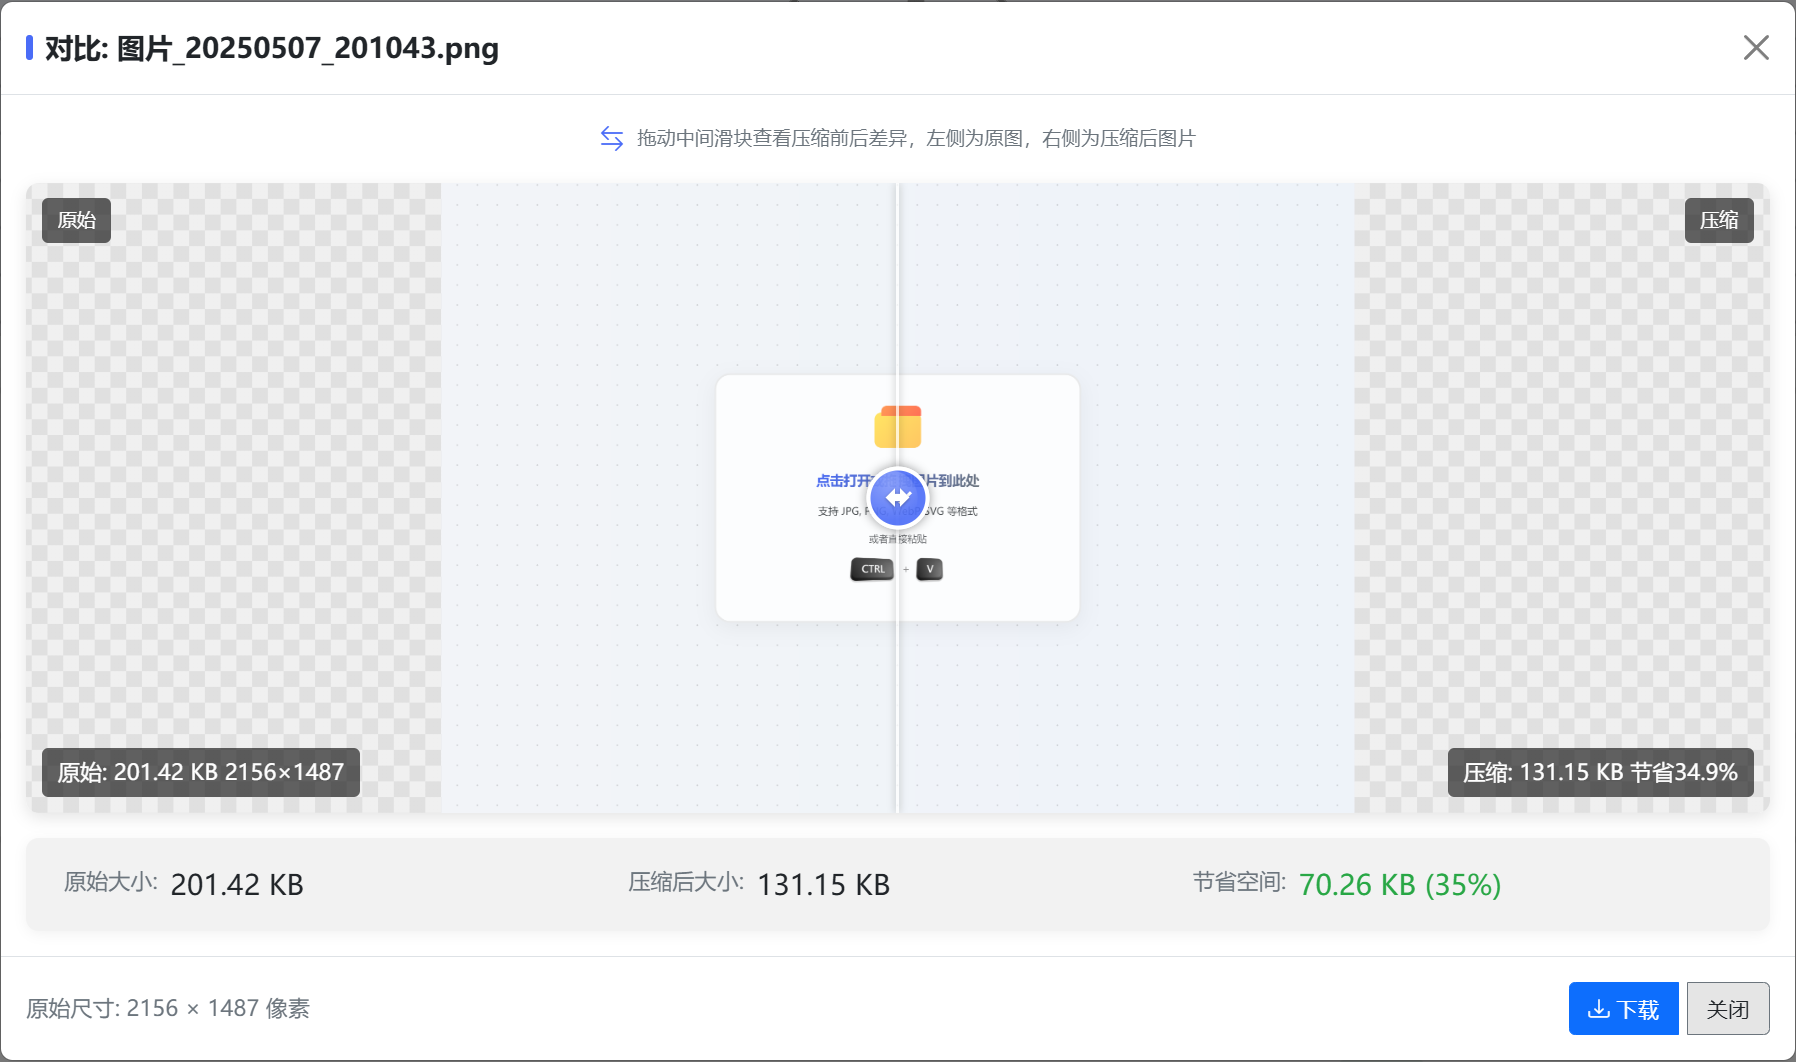 对比: 图片_20250507_201043.png
拖动中间滑块查看压缩前后差异，左侧为原图，右侧为压缩后图片
原始
压缩
点击打开 片到此处
支持 JPG, SVG 等格式
或者直接粘贴
CTRL + V
原始: 201.42 KB 2156×1487
压缩: 131.15 KB 节省34.9%
原始大小: 201.42 KB
压缩后大小: 131.15 KB
节省空间: 70.26 KB (35%)
原始尺寸: 2156 × 1487 像素
下载
关闭